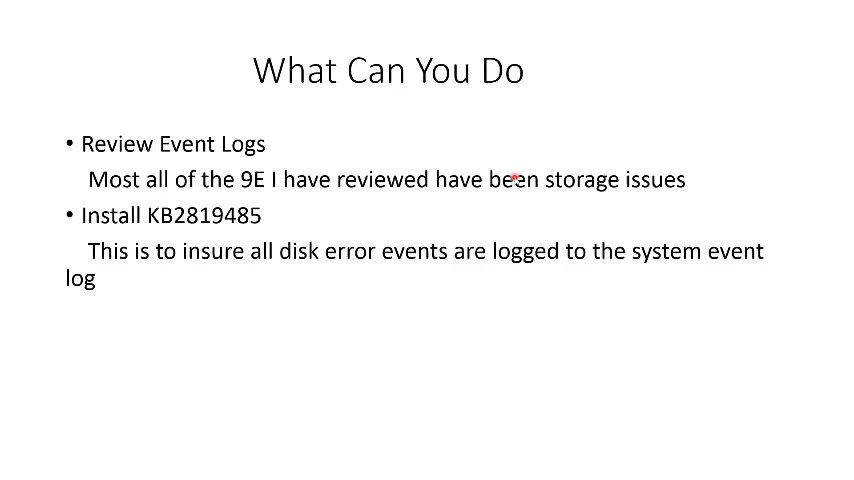 What Can You Do
• Review Event Logs
Most all of the 9E I have reviewed have been storage issues
• Install KB2819485
This is to insure all disk error events are logged to the system event
log